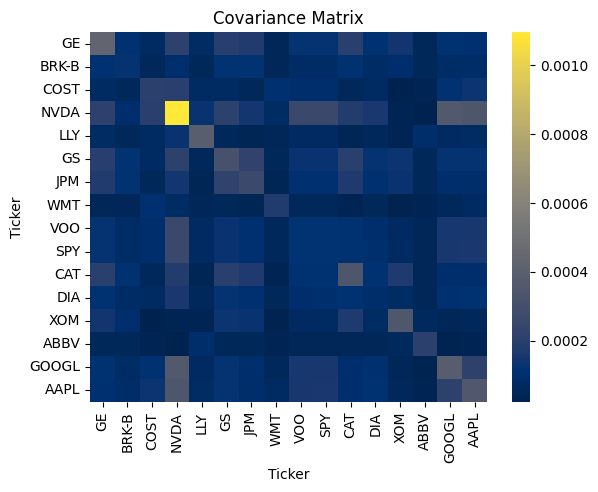 Covariance Matrix
GE
BRK-B
COST
NVDA
LLY
GS
JPM
WMT
VOO
SPY
CAT
DIA
XOM
ABBV
GOOGL
AAPL
Ticker
GE
BRK-B
COST
NVDA
LLY
GS
JPM
WMT
VOO
SPY
CAT
DIA
XOM
ABBV
GOOGL
AAPL
Ticker
0.0010
0.0008
0.0006
0.0004
0.0002